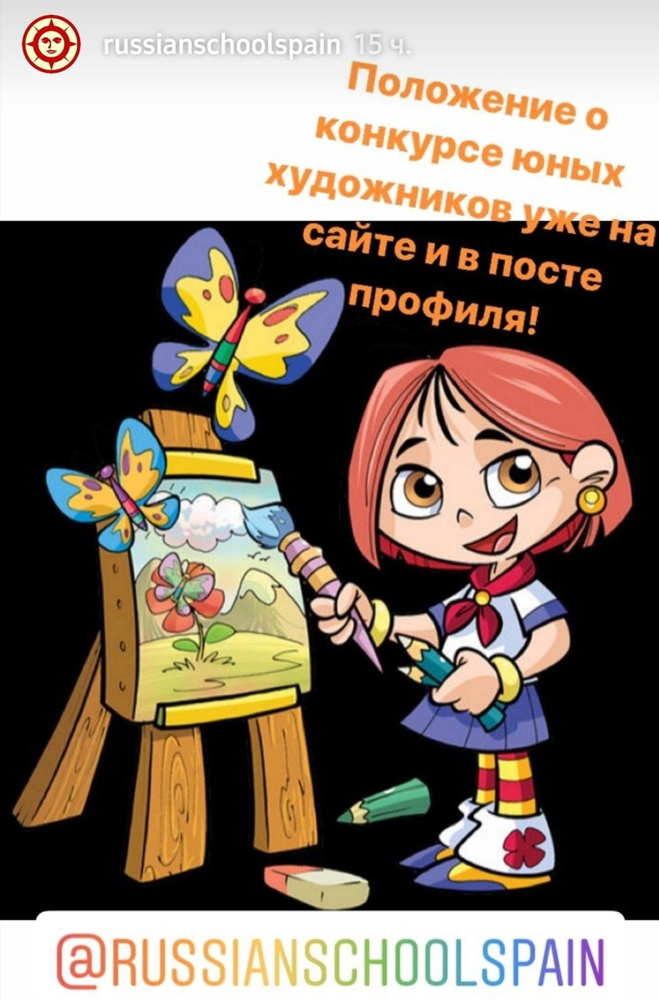 russianschoolspain 15 ч.
Положение о
конкурсе юных
художников уже на
сайте и в посте
профиля!
@RUSSIANSCHOOLSPAIN